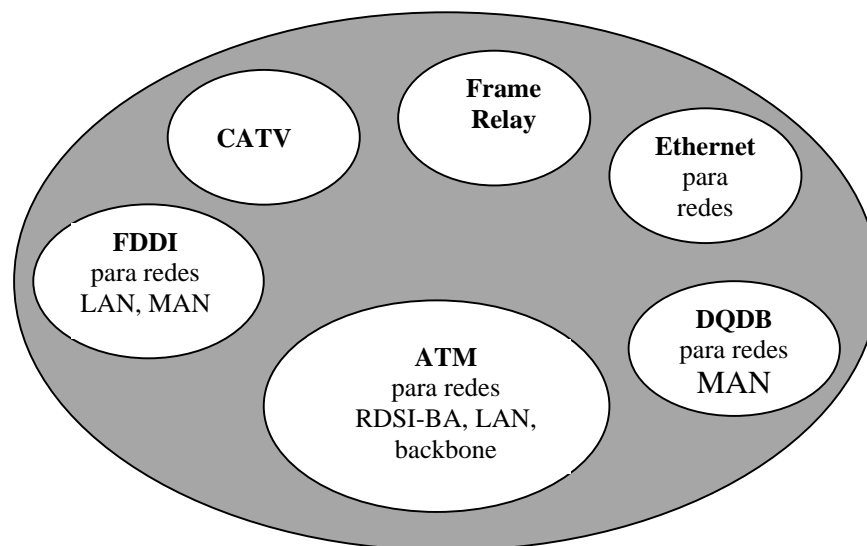 CATV
Frame
Relay
Ethernet
para
redes
FDDI
para redes
LAN, MAN
ATM
para redes
RDSI-BA, LAN,
backbone
DQDB
para redes
MAN